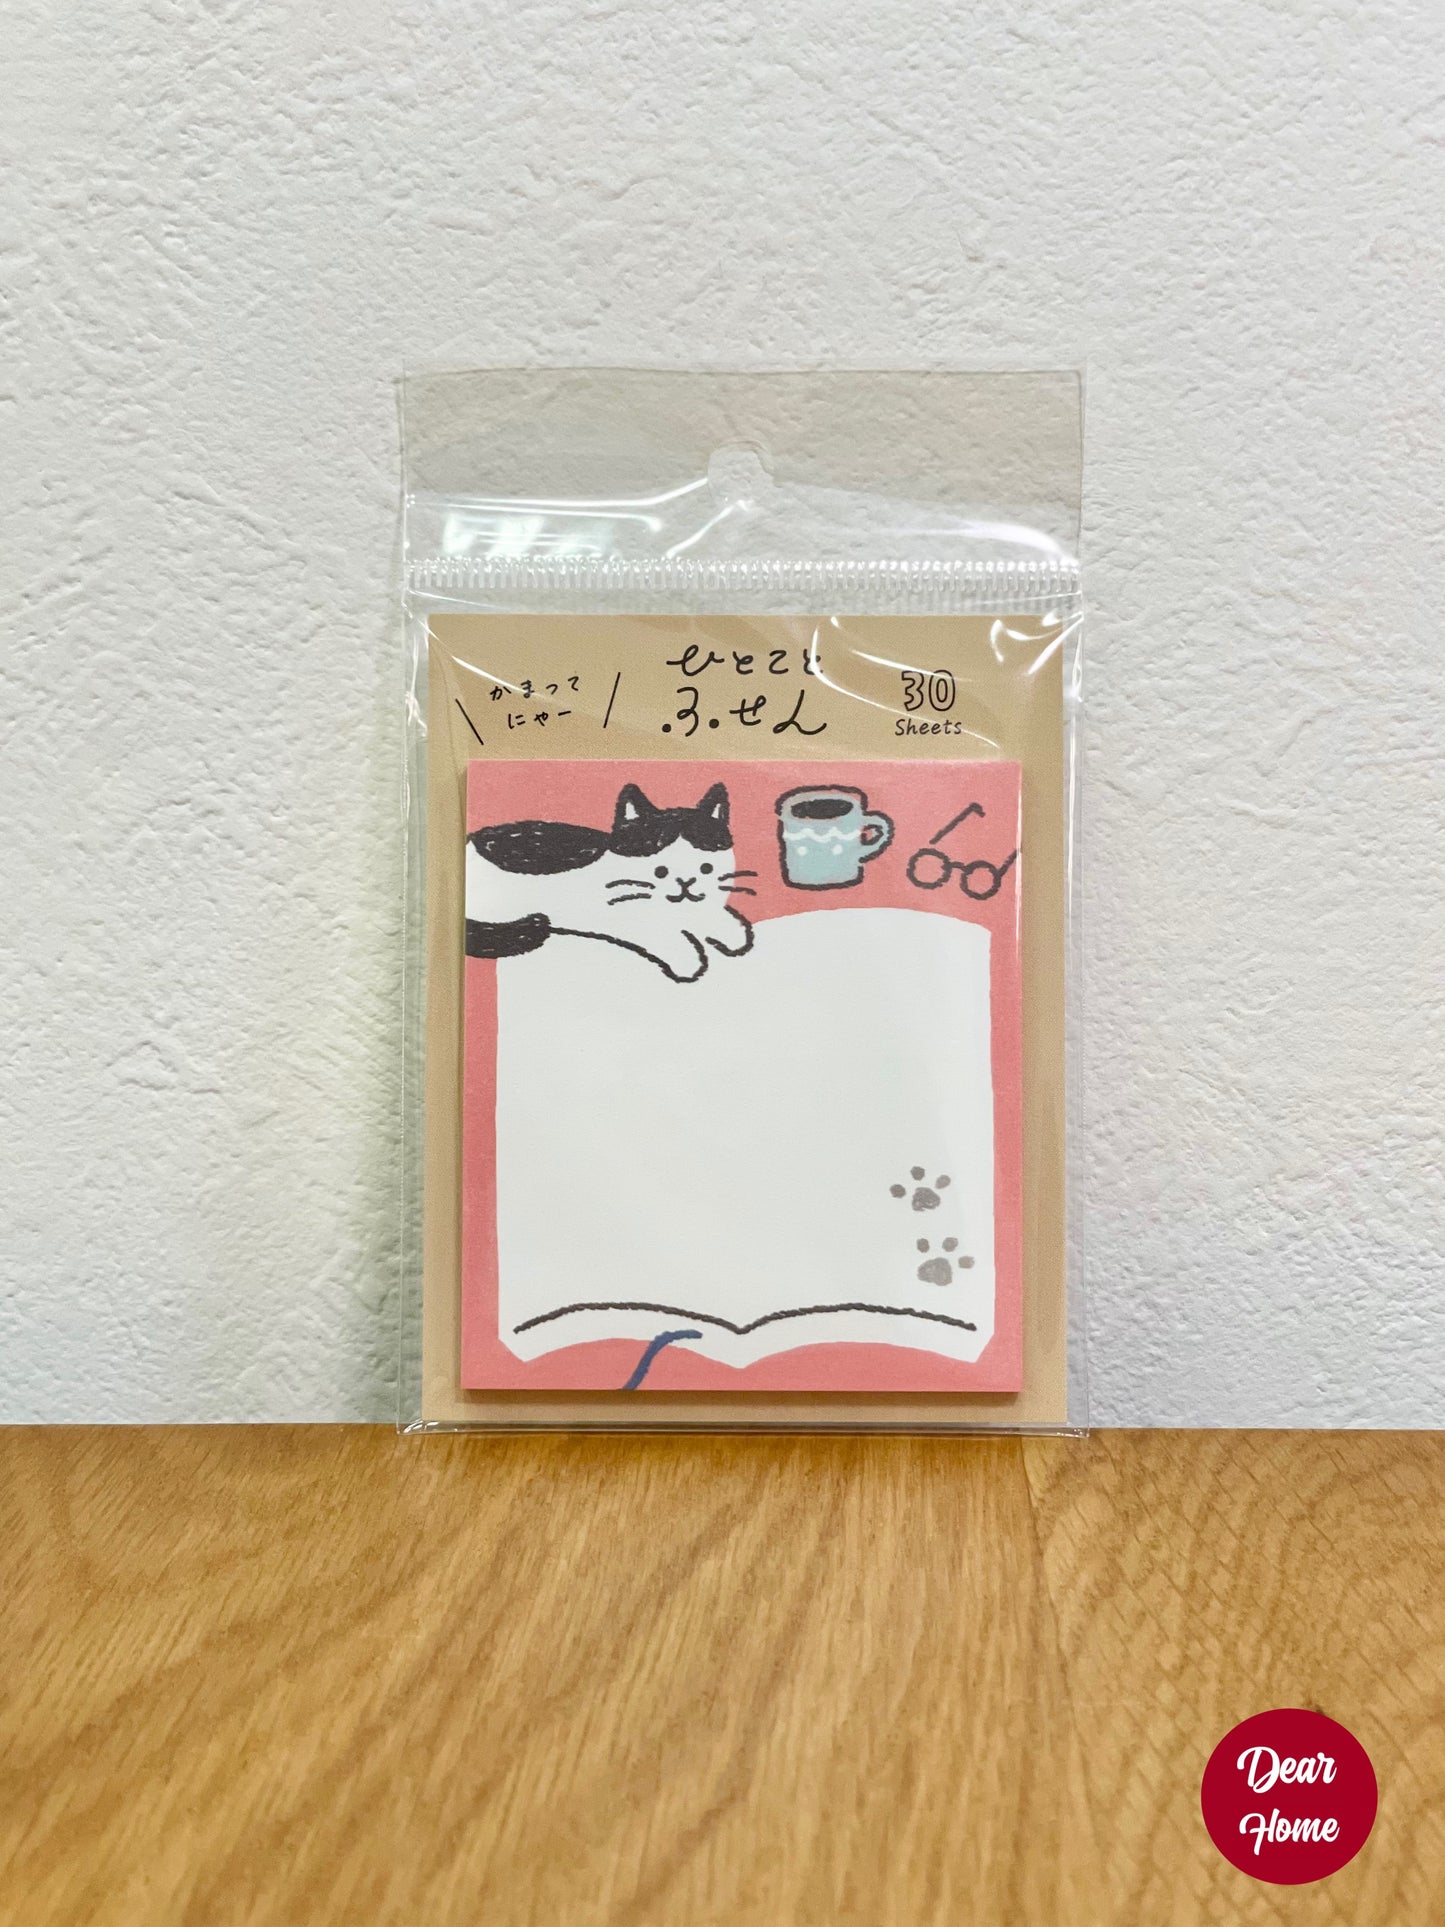 かまって
にゃー
ひとこと
ふせん
30
Sheets
Dear
Home